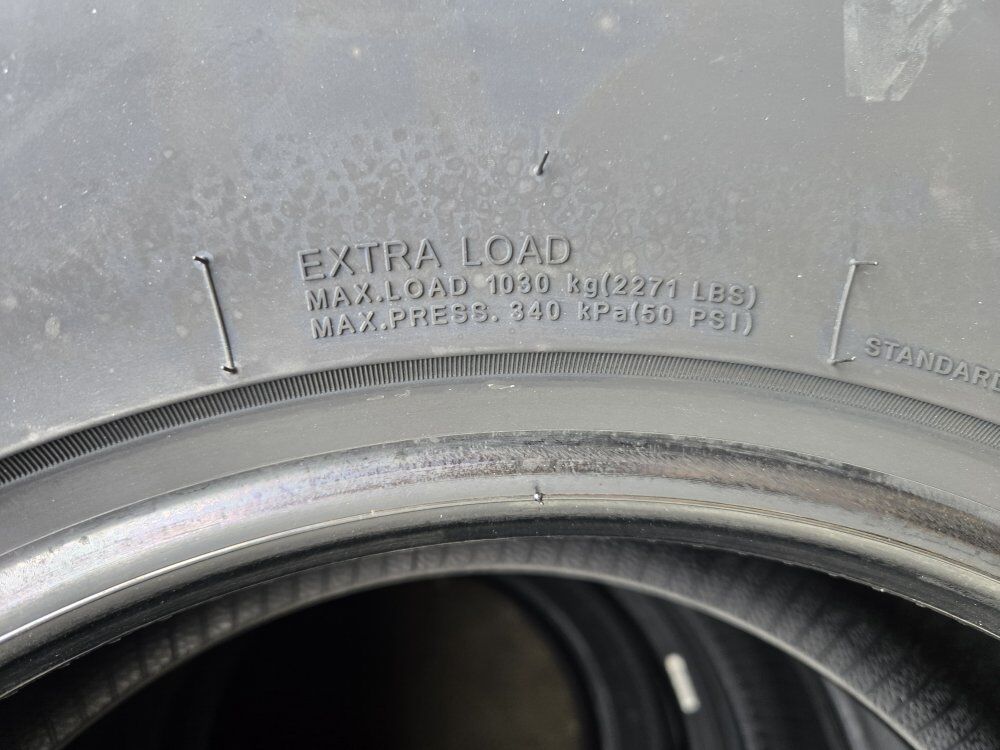 EXTRA LOAD
MAX.LOAD 1030 kg(2271 LBS)
MAX.PRESS. 340 kPa(50 PSI)
STANDARD